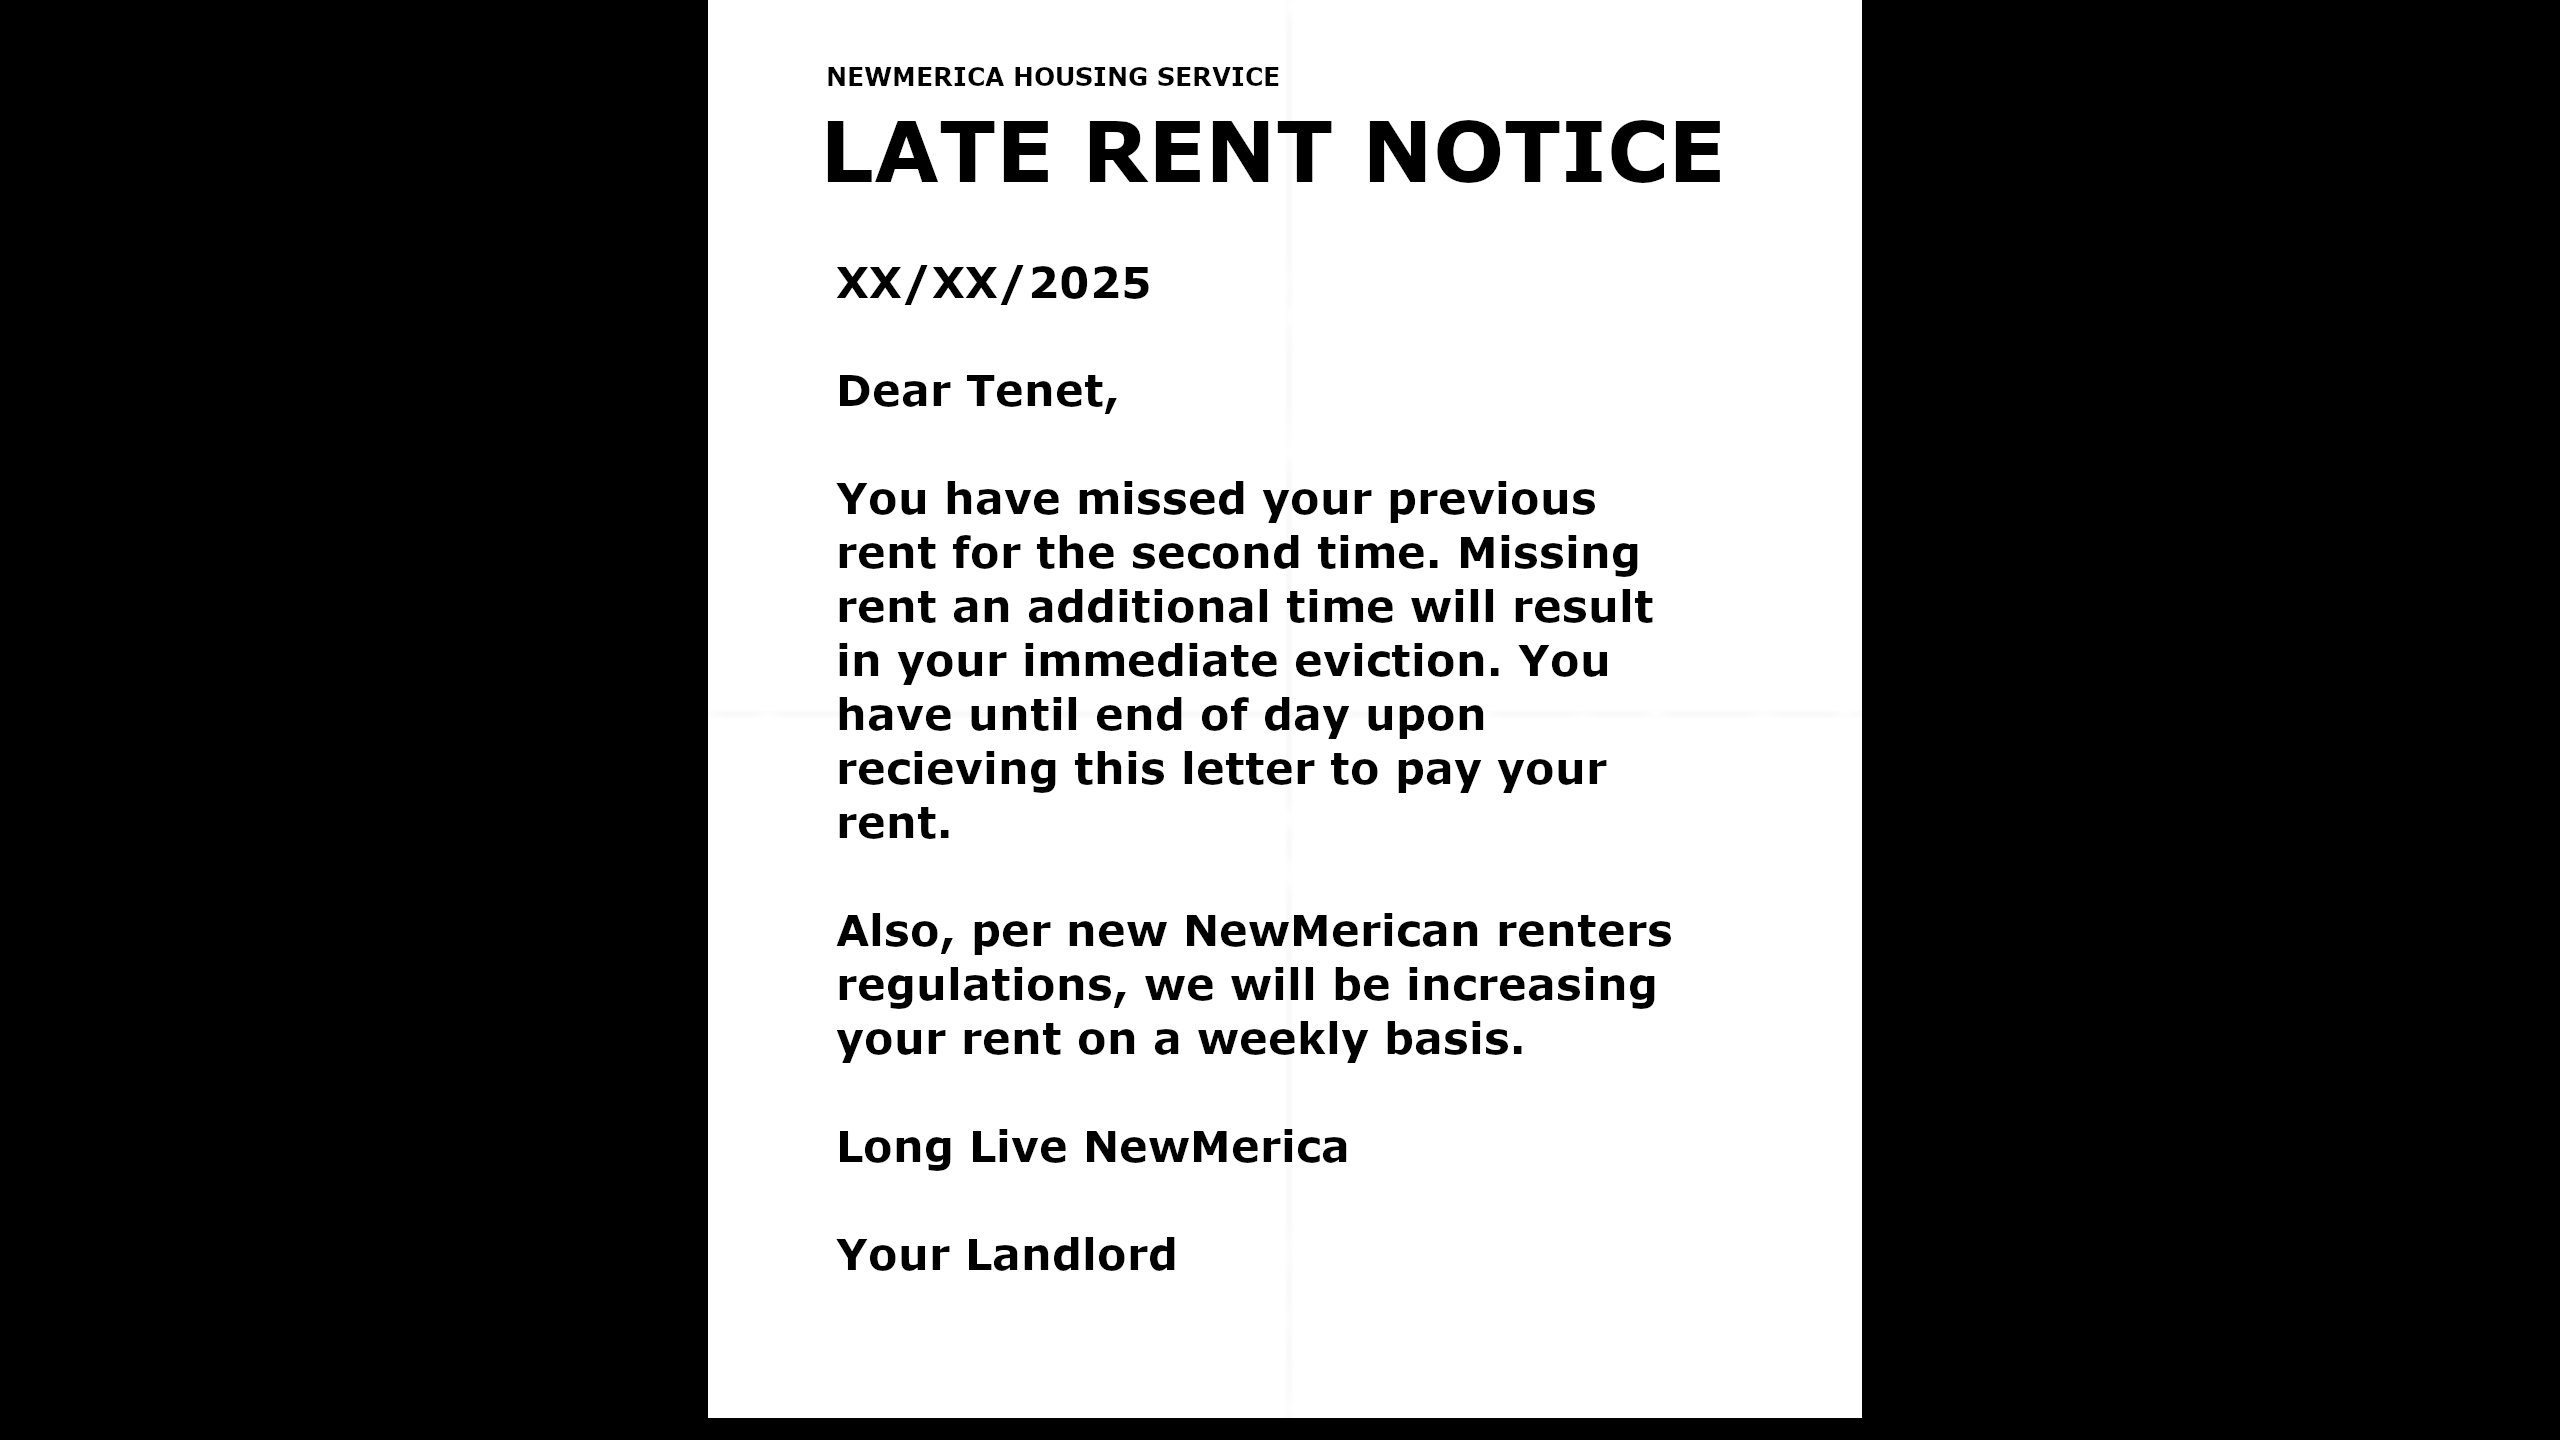 NEWMERICA HOUSING SERVICE
LATE RENT NOTICE
XX/XX/2025
Dear Tenet,
You have missed your previous
rent for the second time. Missing
rent an additional time will result
in your immediate eviction. You
have until end of day upon
recieving this letter to pay your
rent.
Also, per new NewMerican renters
regulations, we will be increasing
your rent on a weekly basis.
Long Live NewMerica
Your Landlord